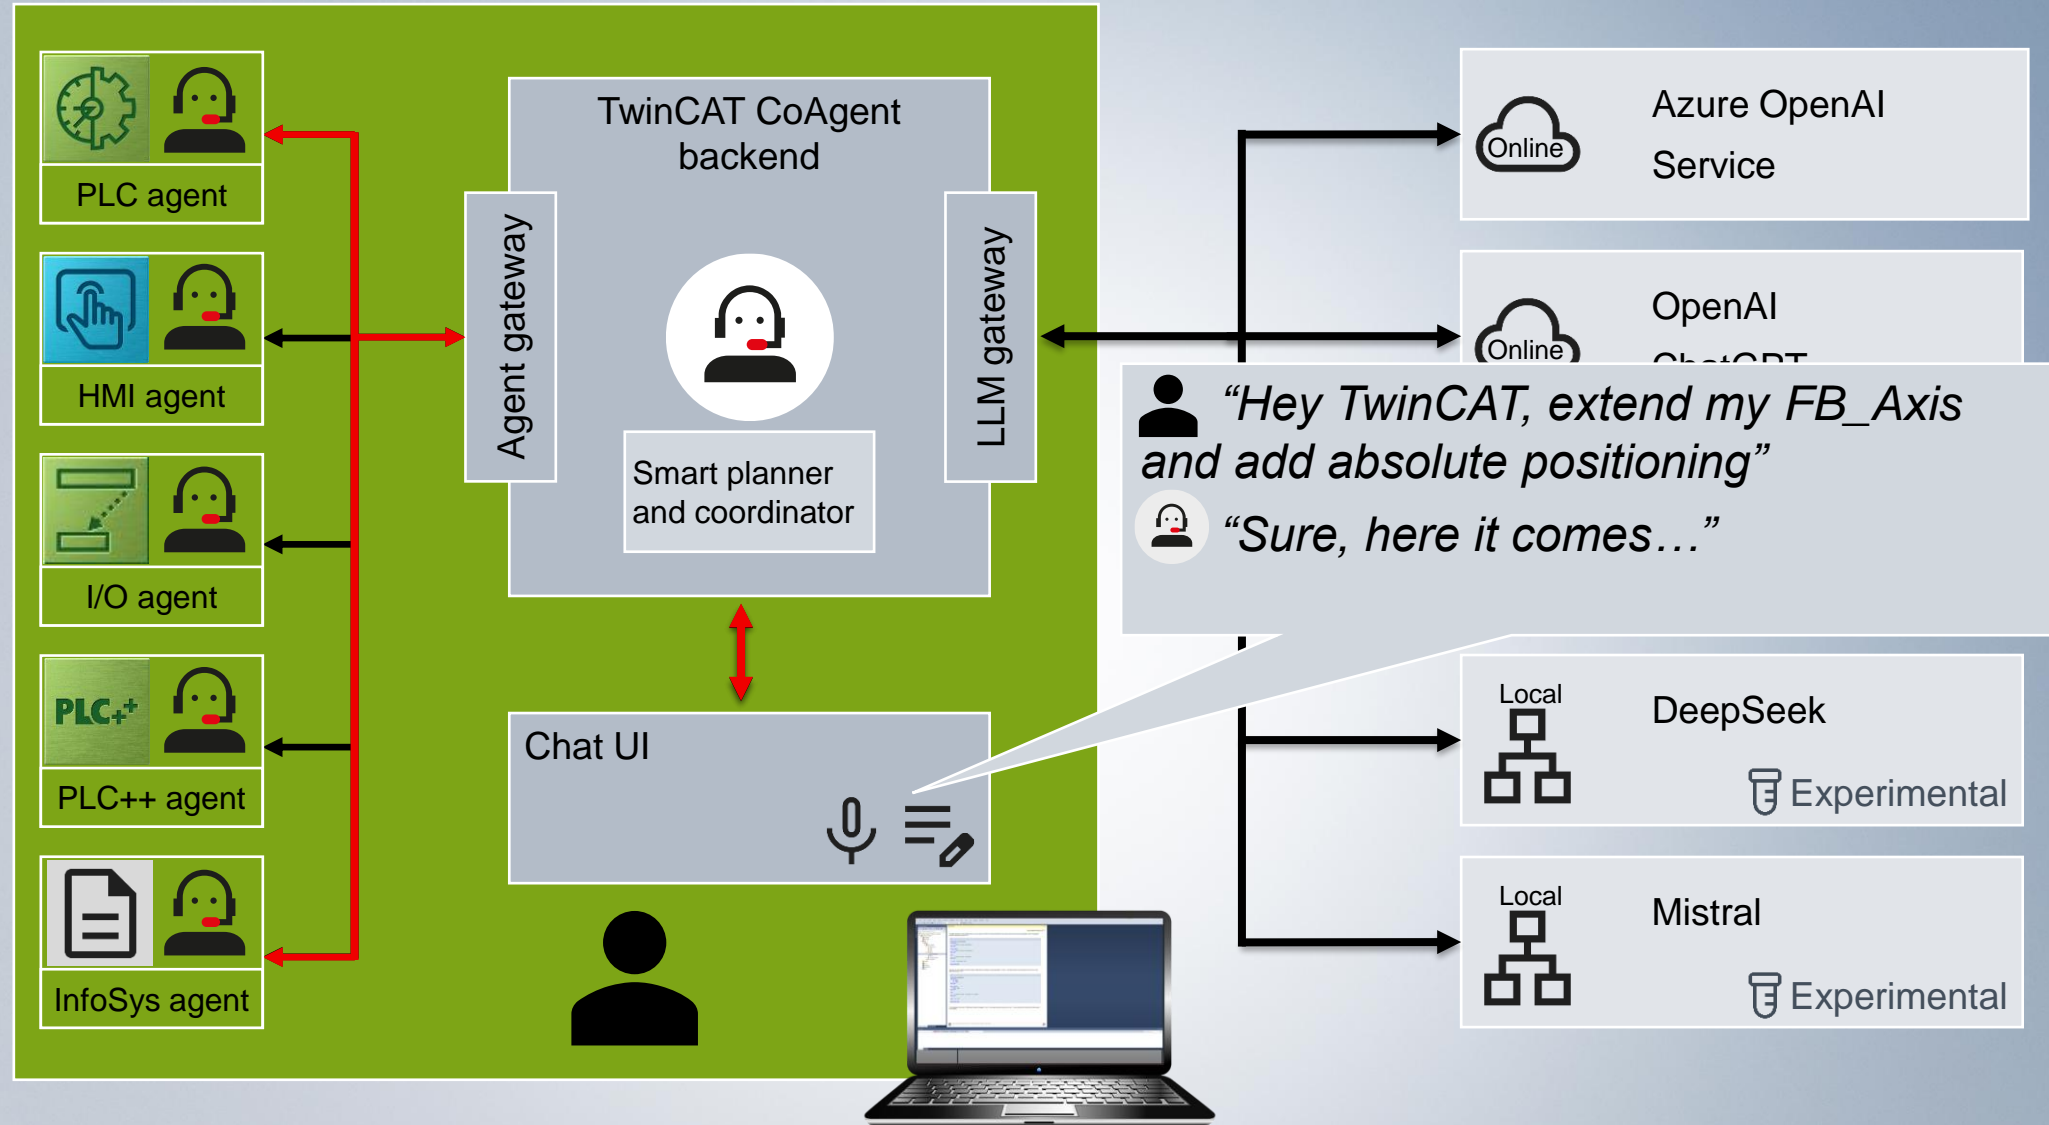 PLC agent
HMI agent
I/O agent
PLC++
PLC++ agent
InfoSys agent
TwinCAT CoAgent
backend
Agent gateway
LLM gateway
Smart planner
and coordinator
Chat UI
Online
Azure OpenAI
Service
Online
OpenAI
ChatGPT
“Hey TwinCAT, extend my FB_Axis
and add absolute positioning”
“Sure, here it comes…”
Local
DeepSeek
Experimental
Local
Mistral
Experimental